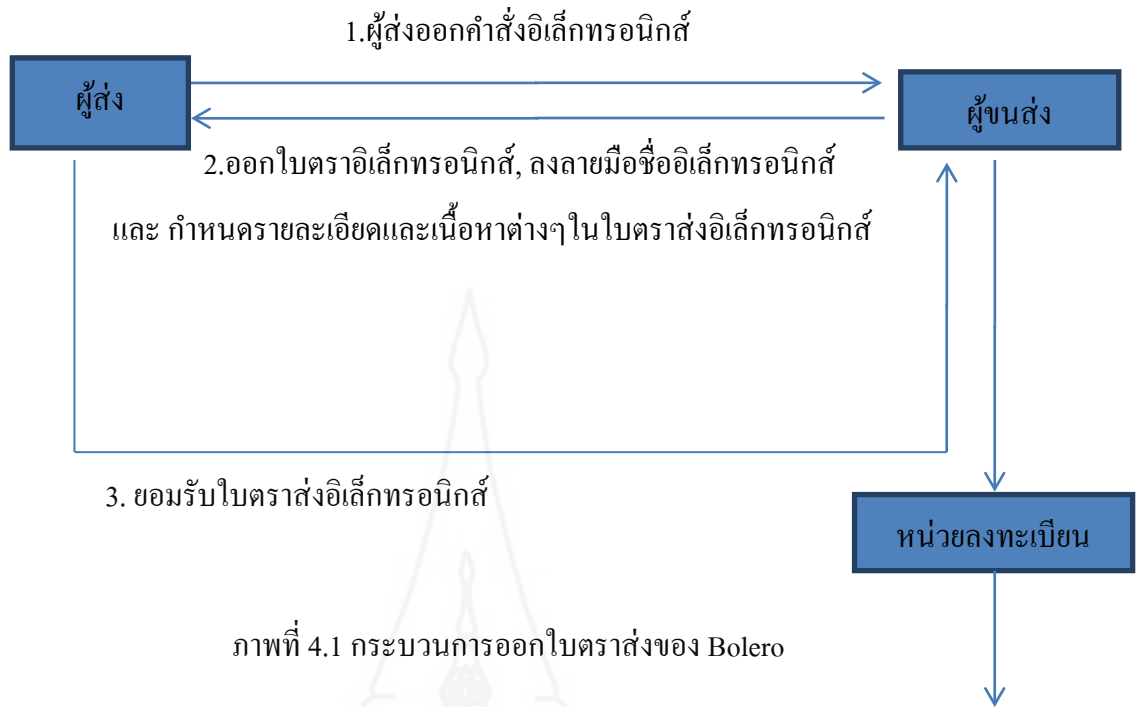 1.ผู้ส่งออกคำสั่งอิเล็กทรอนิกส์
ผู้ส่ง
ผู้ขนส่ง
2.ออกใบตราอิเล็กทรอนิกส์, ลงลายมือชื่ออิเล็กทรอนิกส์
และ กำหนดรายละเอียดและเนื้อหาต่างๆในใบตราส่งอิเล็กทรอนิกส์
3. ยอมรับใบตราส่งอิเล็กทรอนิกส์
หน่วยลงทะเบียน
ภาพที่ 4.1 กระบวนการออกใบตราส่งของ Bolero